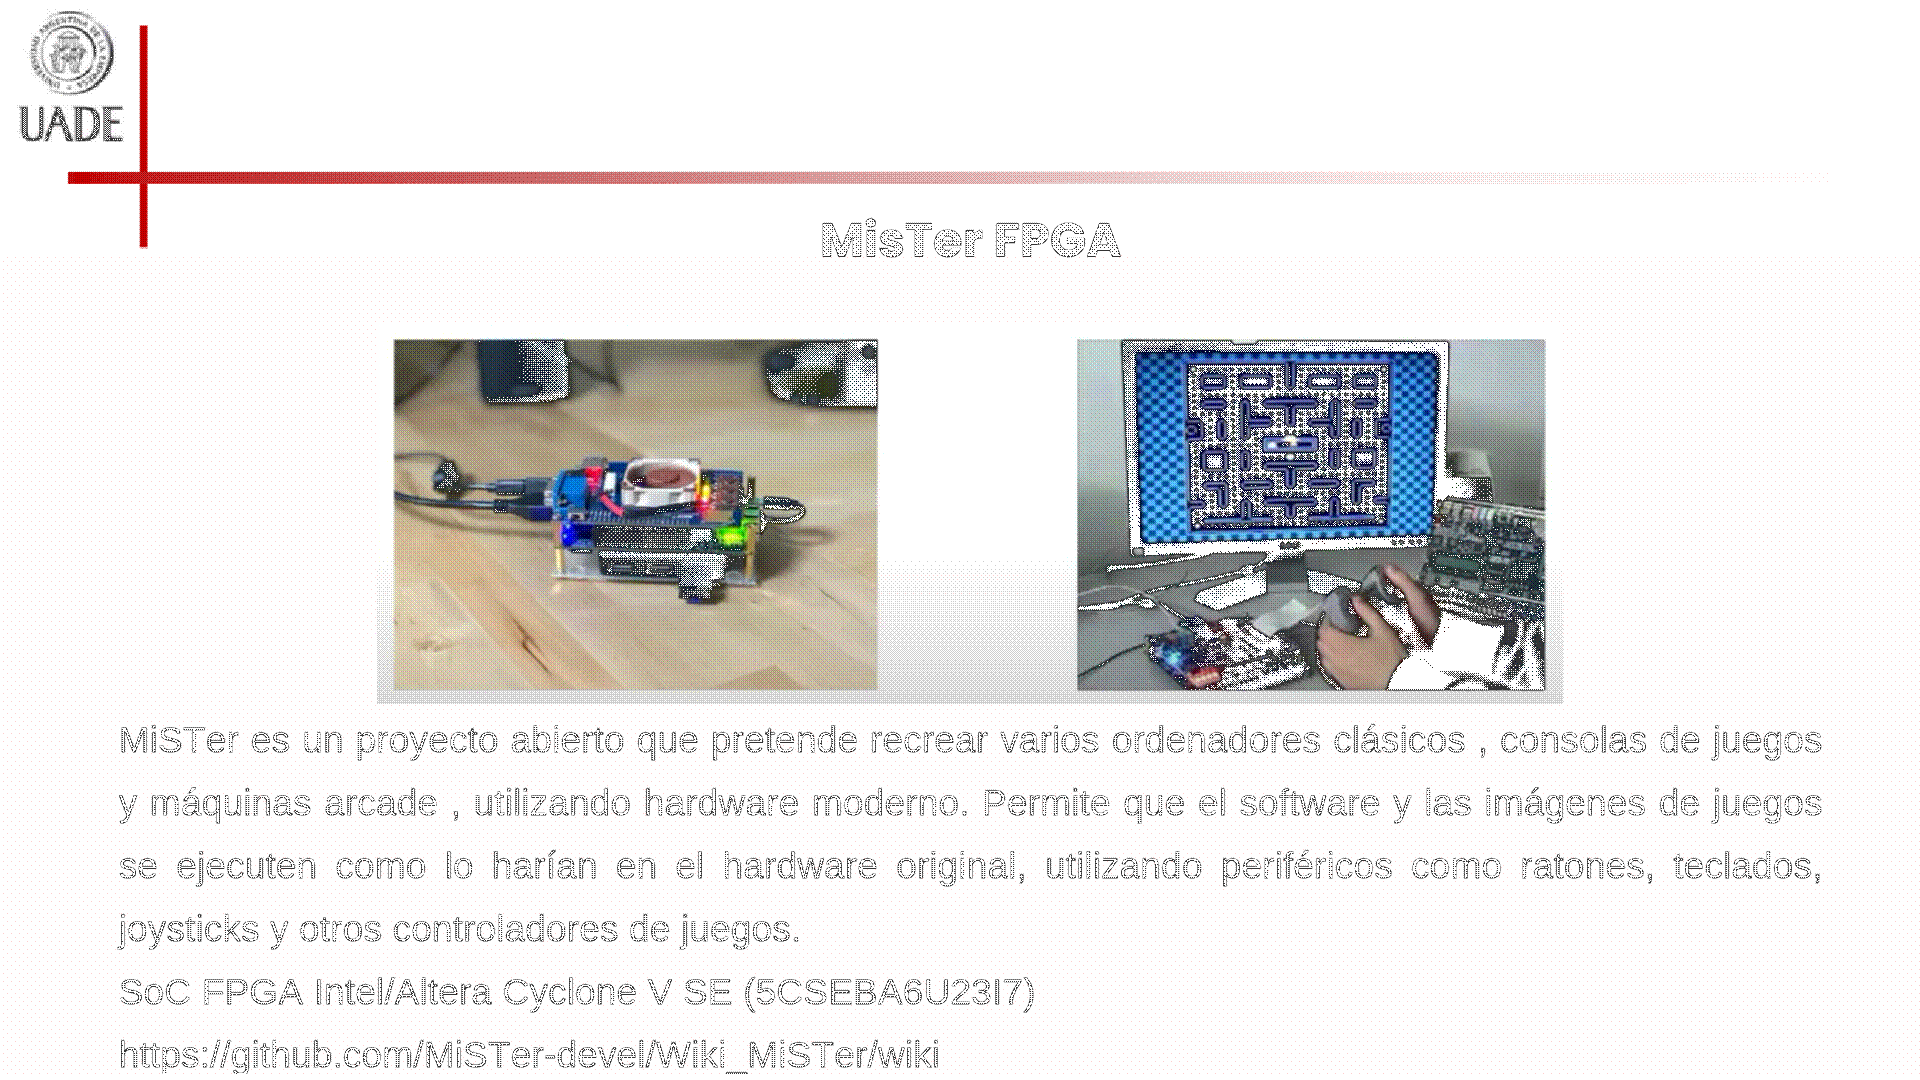 UADE
MisTer FPGA
MiSTer es un proyecto abierto que pretende recrear varios ordenadores clásicos , consolas de juegos
y máquinas arcade , utilizando hardware moderno. Permite que el software y las imágenes de juegos
se ejecuten como lo harían en el hardware original, utilizando periféricos como ratones, teclados,
joysticks y otros controladores de juegos.
SoC FPGA Intel/Altera Cyclone V SE (5CSEBA6U23I7)
https://github.com/MiSTer-devel/Wiki_MiSTer/wiki